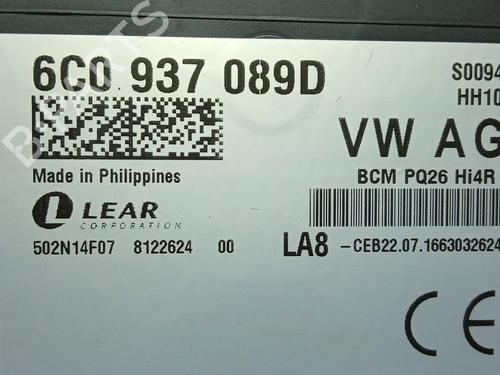 6C0 937 089D
S0094
HH10
VW AG
Made in Philippines
BCM PQ26 Hi4R
LEAR
CORPORATION
502N14F07 8122624 00
LA8 -CEB22.07.1663032624
CE